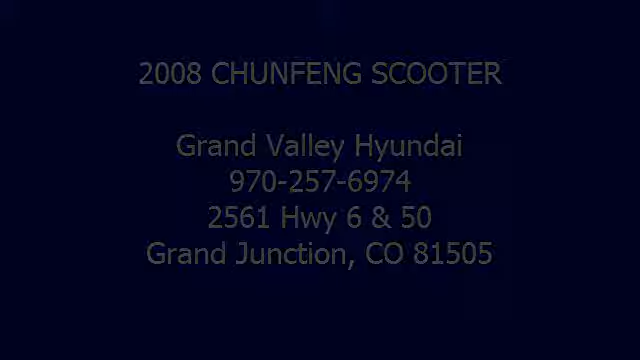 2008 CHUNFENG SCOOTER
Grand Valley Hyundai
970-257-6974
2561 Hwy 6 & 50
Grand Junction, CO 81505